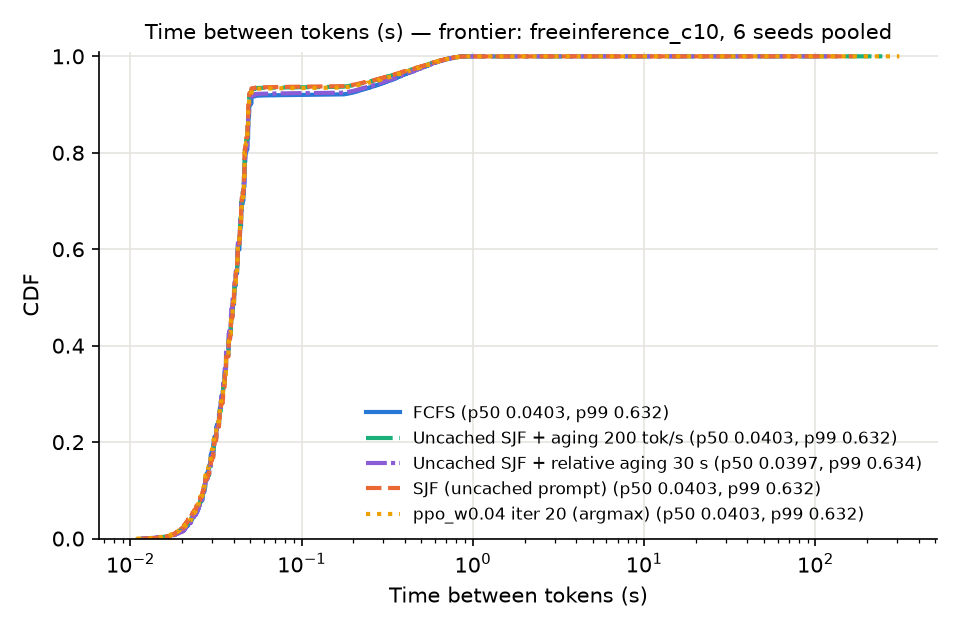 Time between tokens (s) — frontier: freeinference_c10, 6 seeds pooled
1.0
0.8
0.6
0.4
0.2
0.0
CDF
FCFS (p50 0.0403, p99 0.632)
Uncached SJF + aging 200 tok/s (p50 0.0403, p99 0.632)
Uncached SJF + relative aging 30 s (p50 0.0397, p99 0.634)
SJF (uncached prompt) (p50 0.0403, p99 0.632)
ppo_w0.04 iter 20 (argmax) (p50 0.0403, p99 0.632)
10⁻² 10⁻¹ 10⁰ 10¹ 10²
Time between tokens (s)